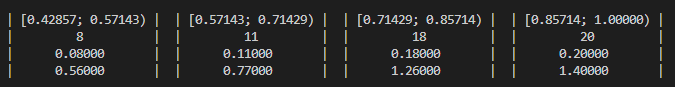 | [0.42857; 0.57143) | | [0.57143; 0.71429) | | [0.71429; 0.85714) | | [0.85714; 1.00000) |
| 8 | | 11 | | 18 | | 20 |
| 0.08000 | | 0.11000 | | 0.18000 | | 0.20000 |
| 0.56000 | | 0.77000 | | 1.26000 | | 1.40000 |